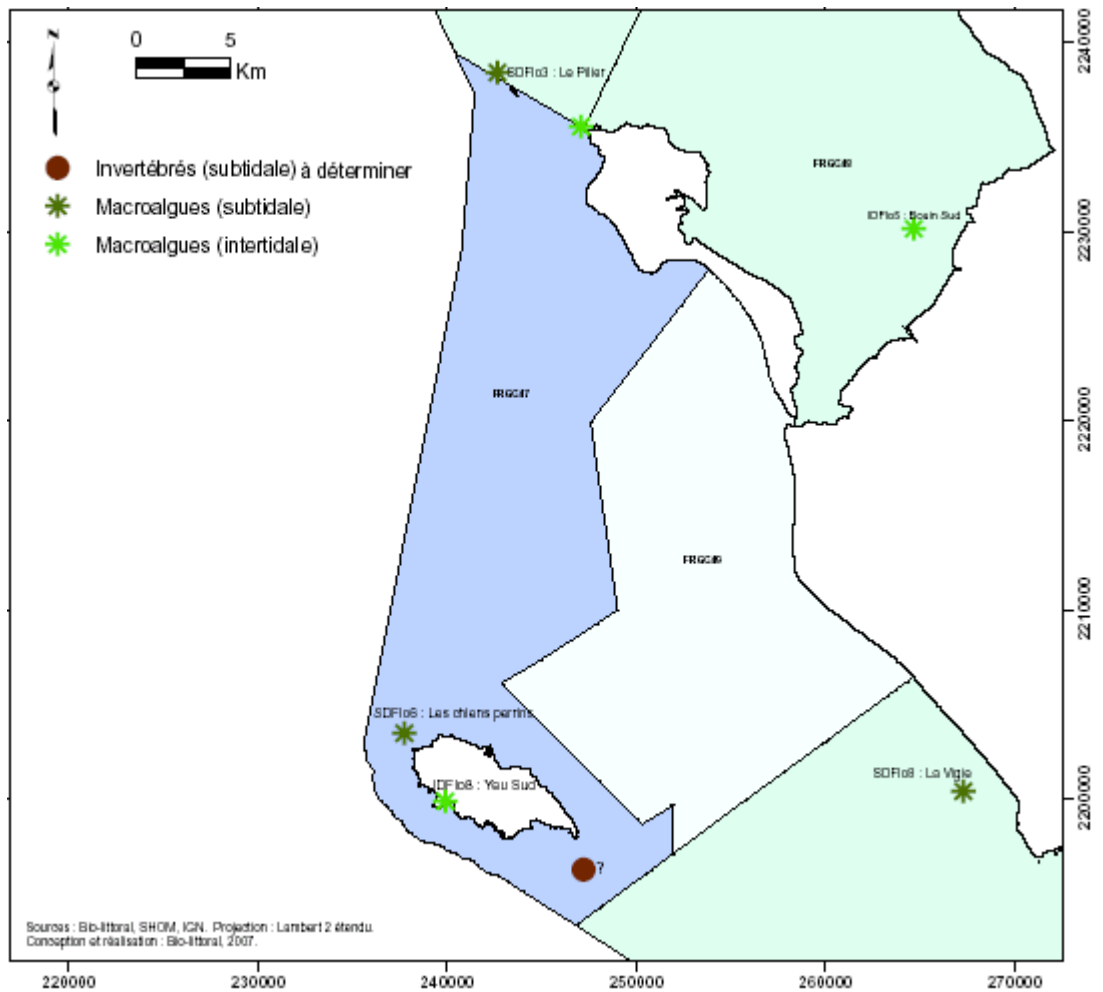 N
0 5
Km
Invertébrés (subtidale) à déterminer
Macroalgues (subtidale)
Macroalgues (intertidale)
SDFlo3 : Le Pilier
FRGC48
IDFlo5 : Bouin Sud
FRGC47
FRGC49
SDFlo6 : Les chiens perrins
IDFlo8 : Yeu Sud
SDFlo8 : La Vigie
?
Sources : Bio-littoral, SHOM, IGN. Projection : Lambert 2 étendu.
Conception et réalisation : Bio-littoral, 2007.
2240000
2230000
2220000
2210000
2200000
220000 230000 240000 250000 260000 270000